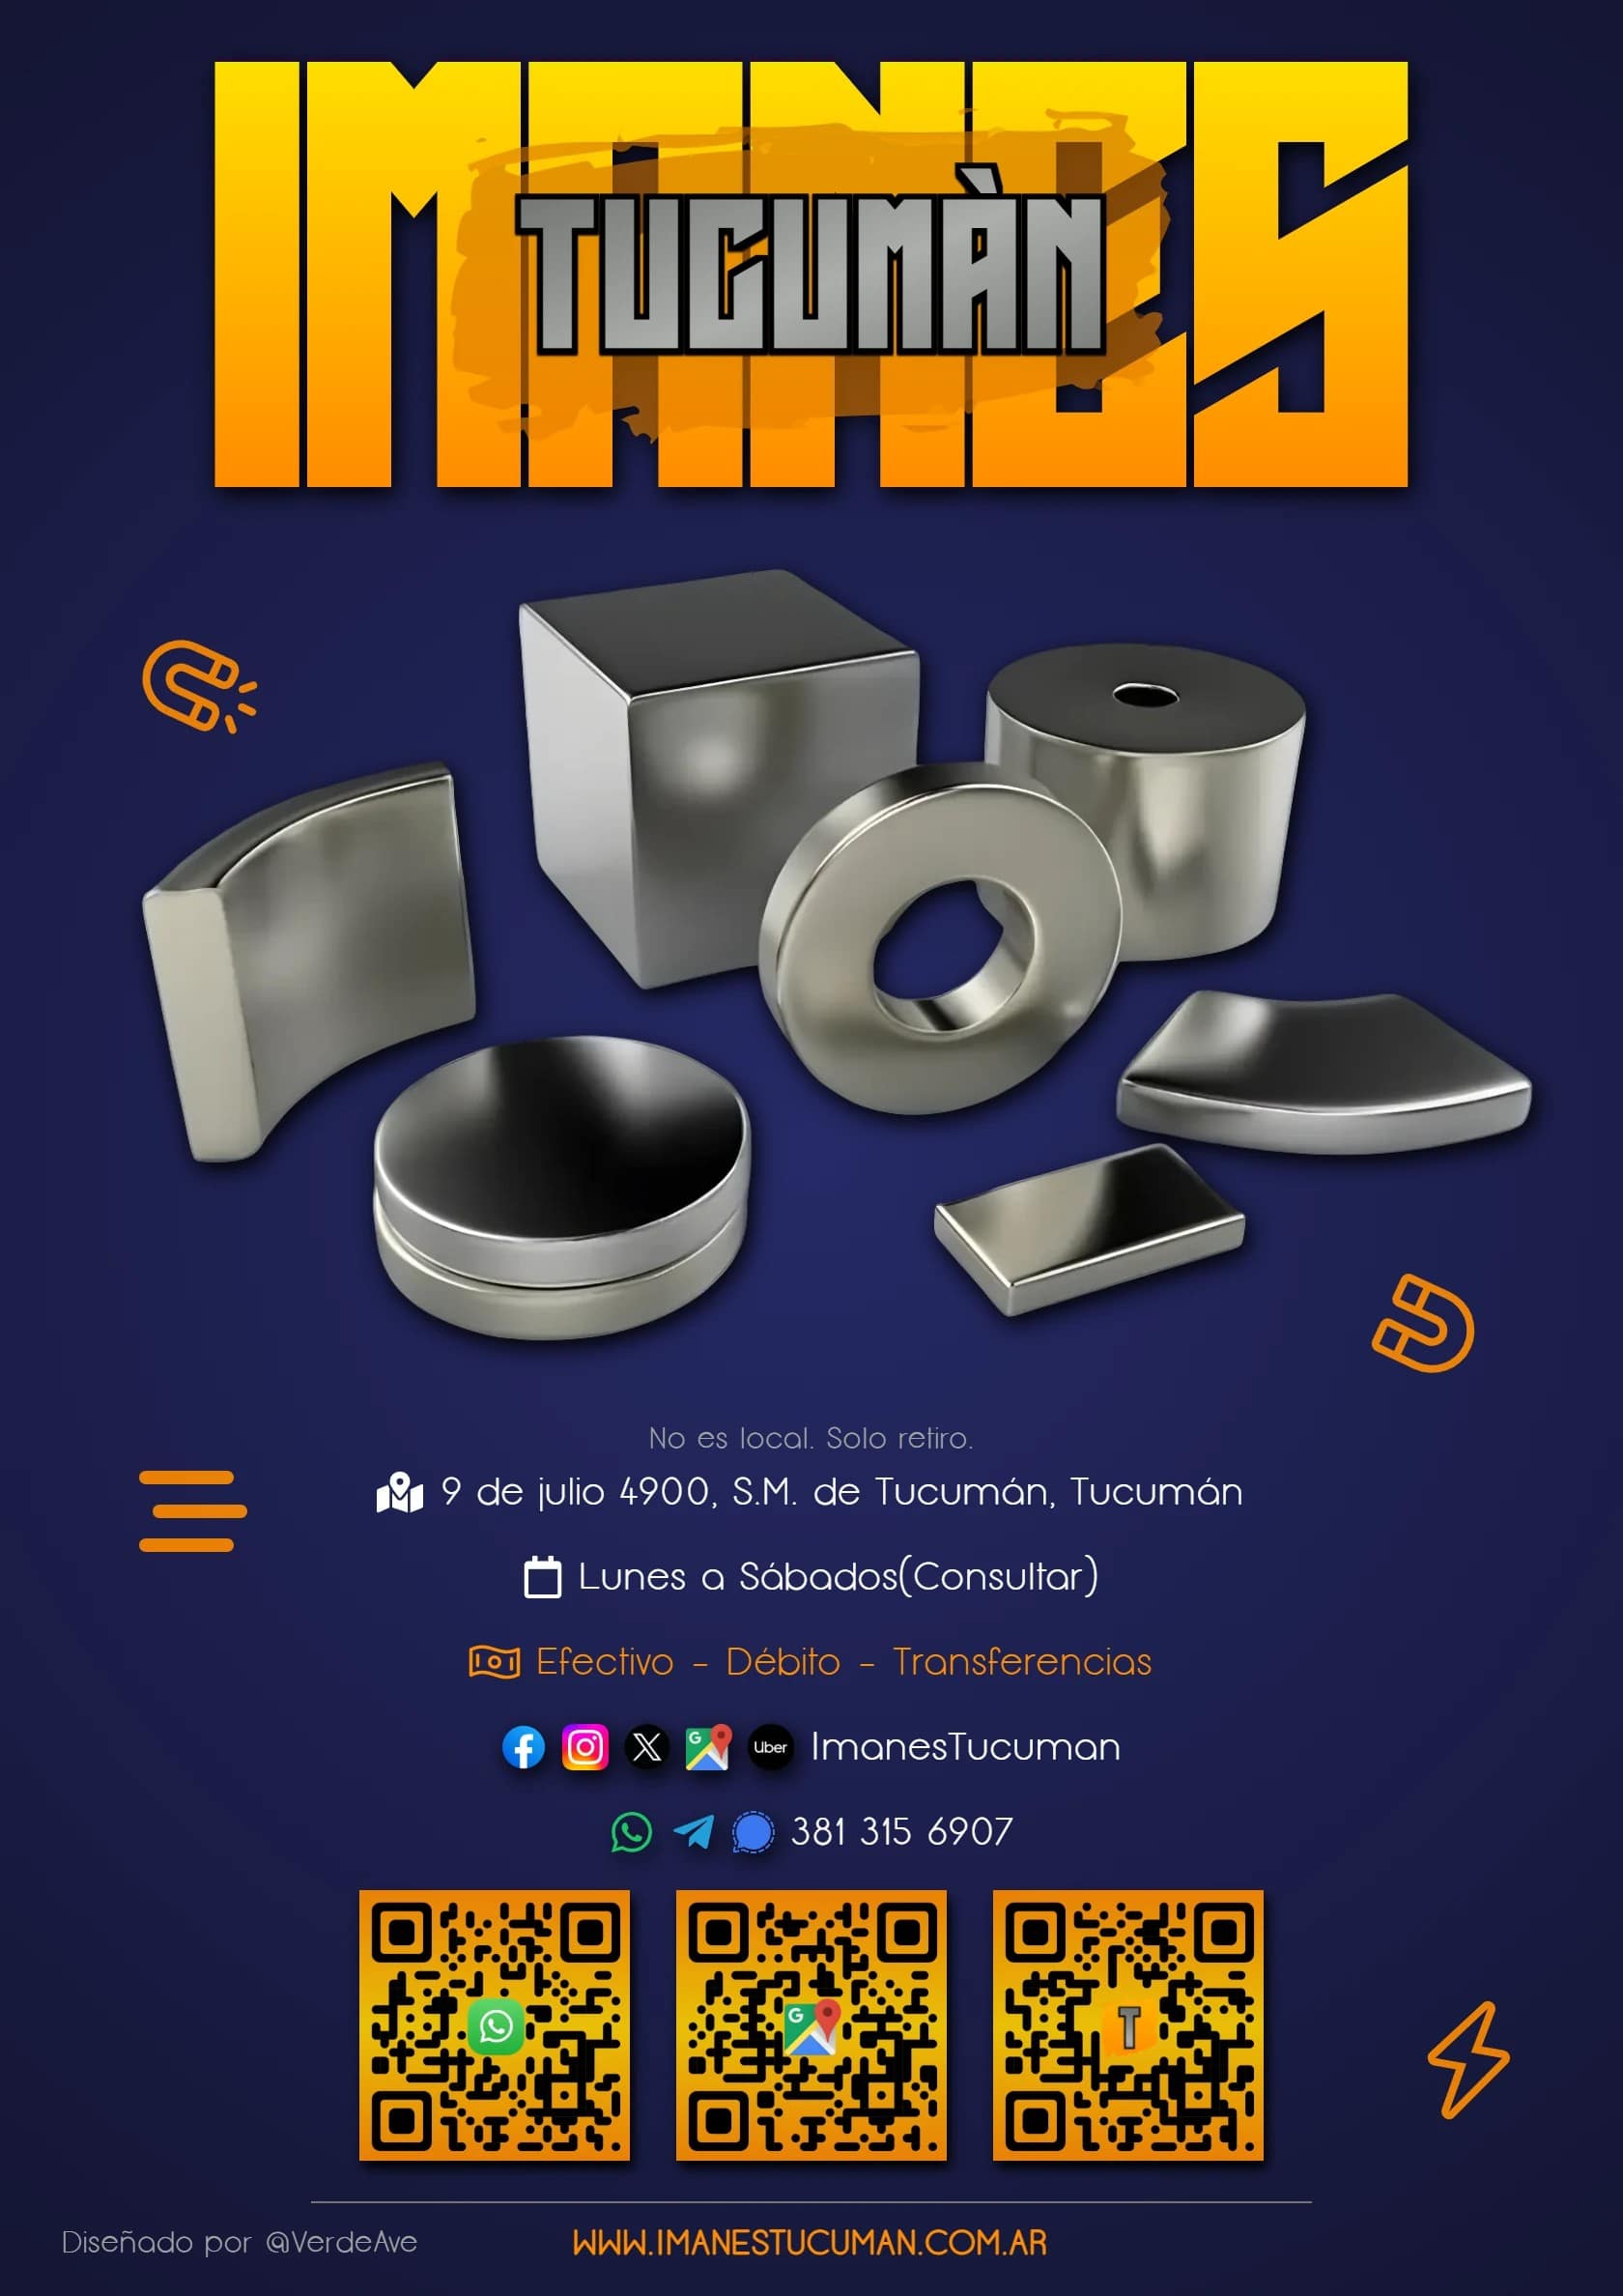 IMANES
TUCUMÀN
No es local. Solo retiro.
9 de julio 4900, S.M. de Tucumán, Tucumán
Lunes a Sábados(Consultar)
Efectivo - Débito - Transferencias
Uber ImanesTucuman
381 315 6907
G
T
Diseñado por @VerdeAve
WWW.IMANESTUCUMAN.COM.AR